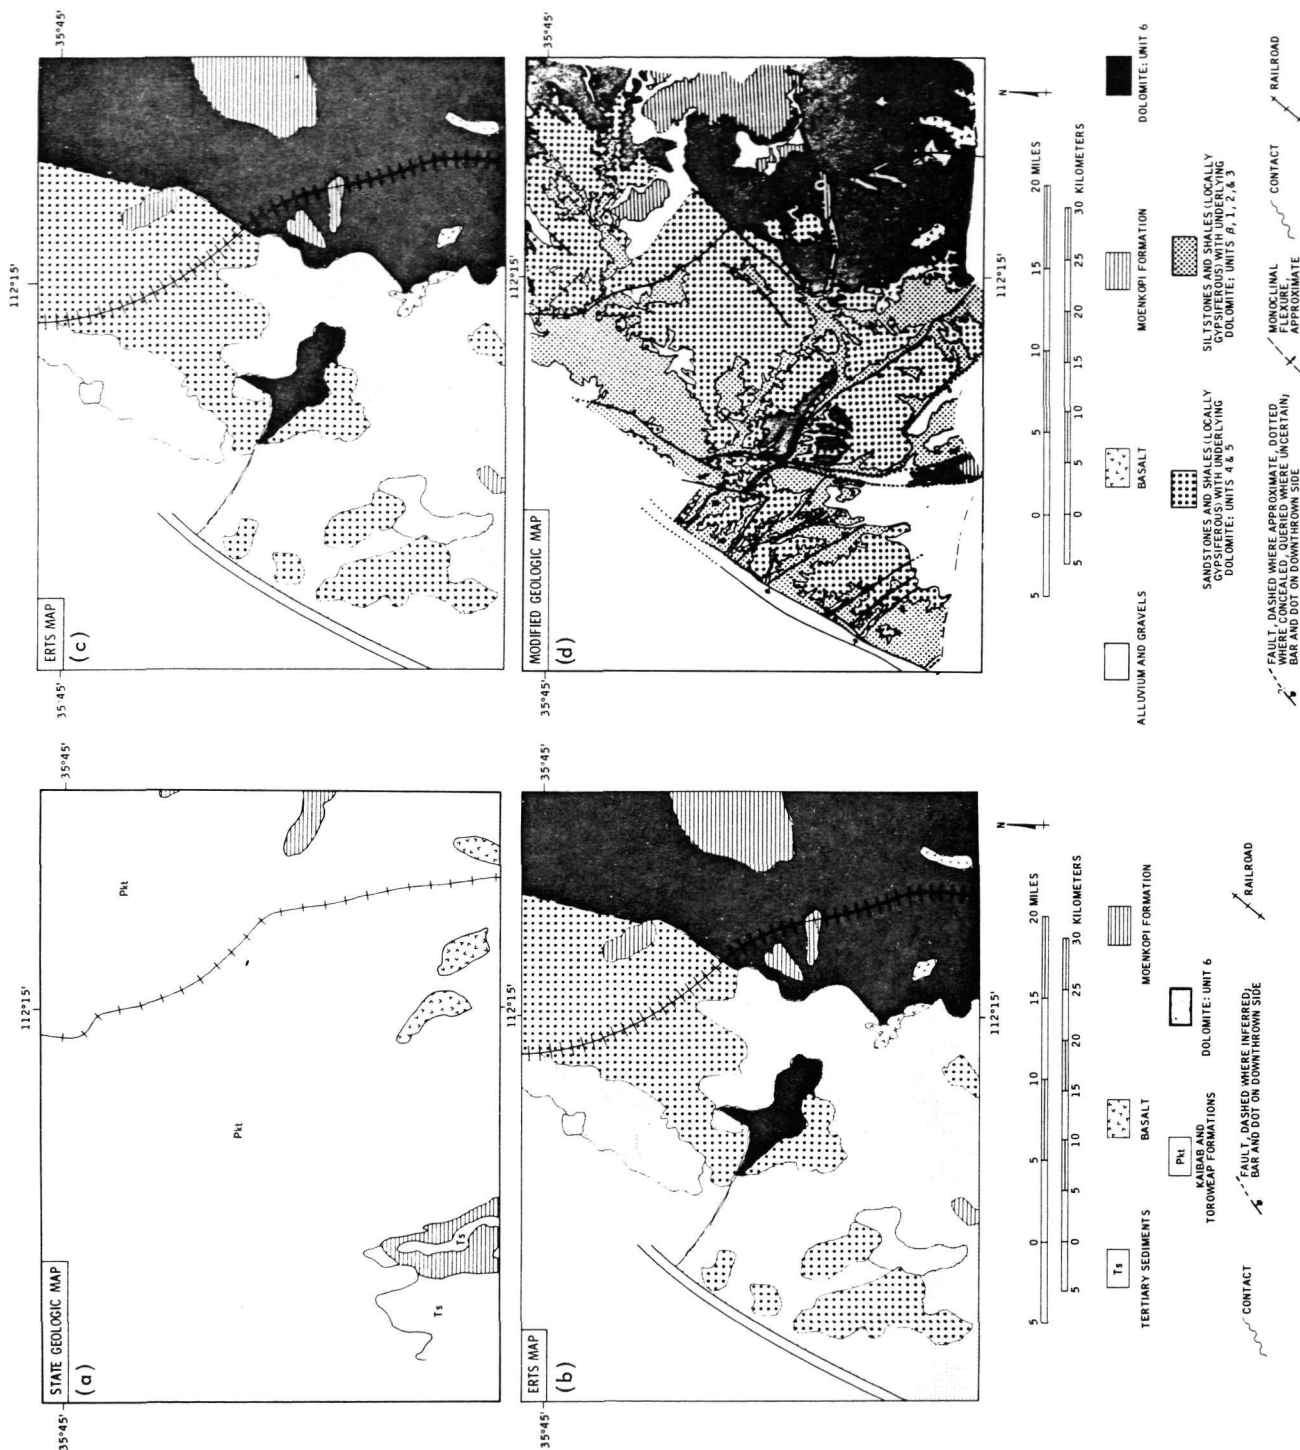 STATE GEOLOGIC MAP
(a)
35°45'
35°45'
112°15'
Pkt
Pkt
Ts
Ts
ERTS MAP
(b)
35°45'
35°45'
112°15'
N
5 0 5 10 15 20 MILES
5 0 5 10 15 20 25 30 KILOMETERS
Ts
TERTIARY SEDIMENTS
BASALT
MOENKOPI FORMATION
Pkt
KAIBAB AND
TOROWEAP FORMATIONS
DOLOMITE: UNIT 6
CONTACT
FAULT, DASHED WHERE INFERRED;
BAR AND DOT ON DOWNTHROWN SIDE
RAILROAD
ERTS MAP
(c)
35°45'
35°45'
112°15'
MODIFIED GEOLOGIC MAP
(d)
35°45'
35°45'
112°15'
N
5 0 5 10 15 20 MILES
5 0 5 10 15 20 25 30 KILOMETERS
ALLUVIUM AND GRAVELS
BASALT
MOENKOPI FORMATION
DOLOMITE: UNIT 6
SANDSTONES AND SHALES (LOCALLY
GYPSIFEROUS) WITH UNDERLYING
DOLOMITE: UNITS 4 & 5
SILTSTONES AND SHALES (LOCALLY
GYPSIFEROUS) WITH UNDERLYING
DOLOMITE: UNITS β, 1, 2, & 3
FAULT, DASHED WHERE APPROXIMATE, DOTTED
WHERE CONCEALED, QUERIED WHERE UNCERTAIN;
BAR AND DOT ON DOWNTHROWN SIDE
MONOCLINAL
FLEXURE,
APPROXIMATE
CONTACT
RAILROAD